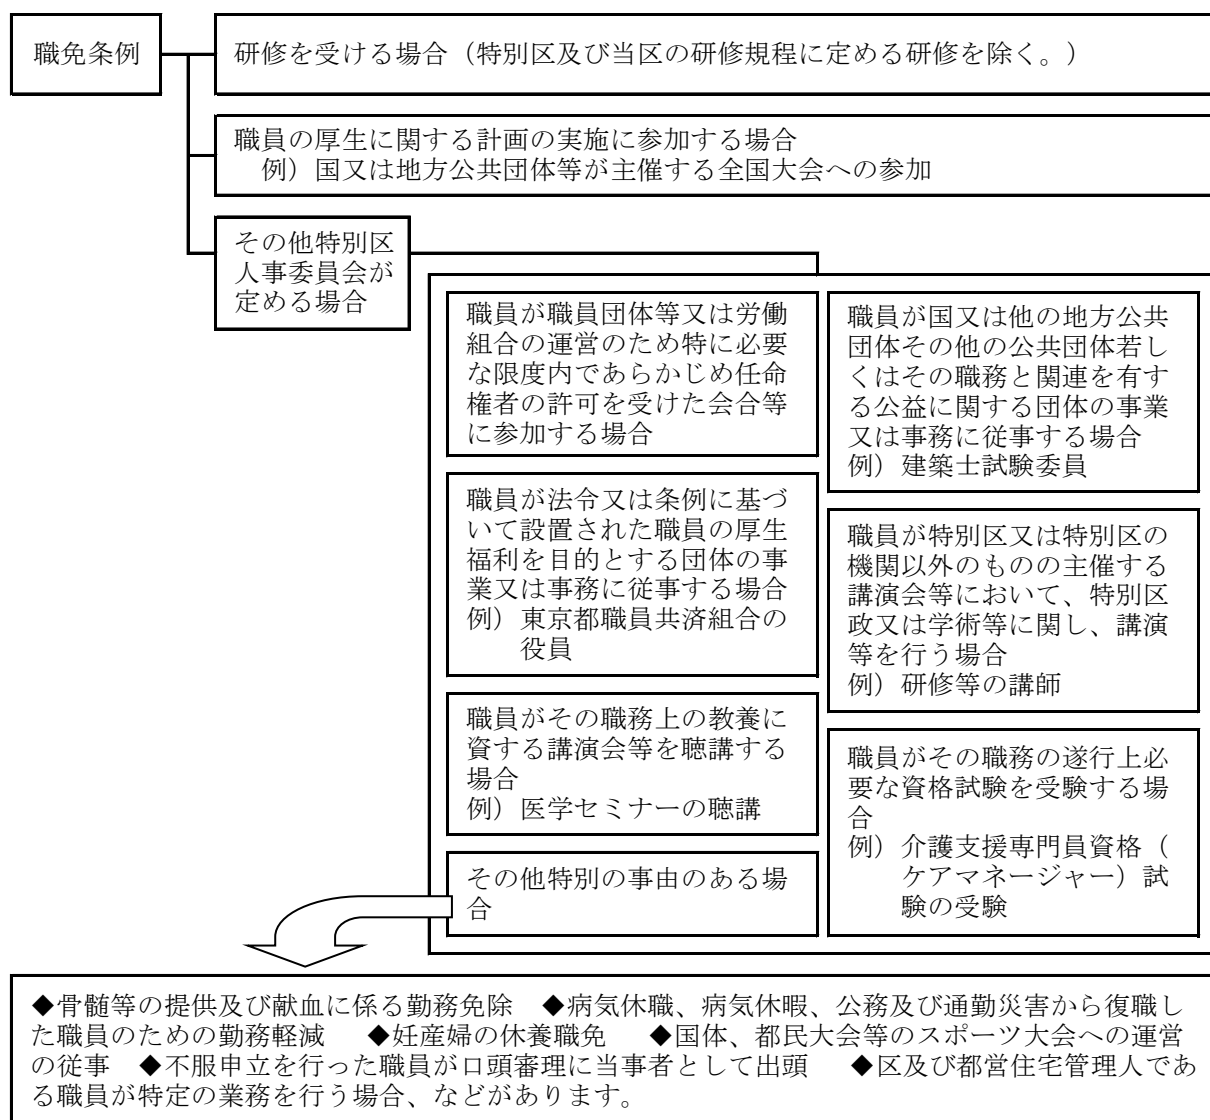 職免条例
研修を受ける場合（特別区及び当区の研修規程に定める研修を除く。）
職員の厚生に関する計画の実施に参加する場合
例）国又は地方公共団体等が主催する全国大会への参加
その他特別区
人事委員会が
定める場合
職員が職員団体等又は労働
組合の運営のため特に必要
な限度内であらかじめ任命
権者の許可を受けた会合等
に参加する場合
職員が国又は他の地方公共
団体その他の公共団体若し
くはその職務と関連を有す
る公益に関する団体の事業
又は事務に従事する場合
例）建築士試験委員
職員が法令又は条例に基づ
いて設置された職員の厚生
福利を目的とする団体の事
業又は事務に従事する場合
例）東京都職員共済組合の
役員
職員が特別区又は特別区の
機関以外のものの主催する
講演会等において、特別区
政又は学術等に関し、講演
等を行う場合
例）研修等の講師
職員がその職務上の教養に
資する講演会等を聴講する
場合
例）医学セミナーの聴講
職員がその職務の遂行上必
要な資格試験を受験する場
合
例）介護支援専門員資格（
ケアマネージャー）試
験の受験
その他特別の事由のある場
合
◆骨髄等の提供及び献血に係る勤務免除　◆病気休職、病気休暇、公務及び通勤災害から復職し
た職員のための勤務軽減　◆妊産婦の休養職免　◆国体、都民大会等のスポーツ大会への運営
の従事　◆不服申立を行った職員が口頭審理に当事者として出頭　◆区及び都営住宅管理人であ
る職員が特定の業務を行う場合、などがあります。